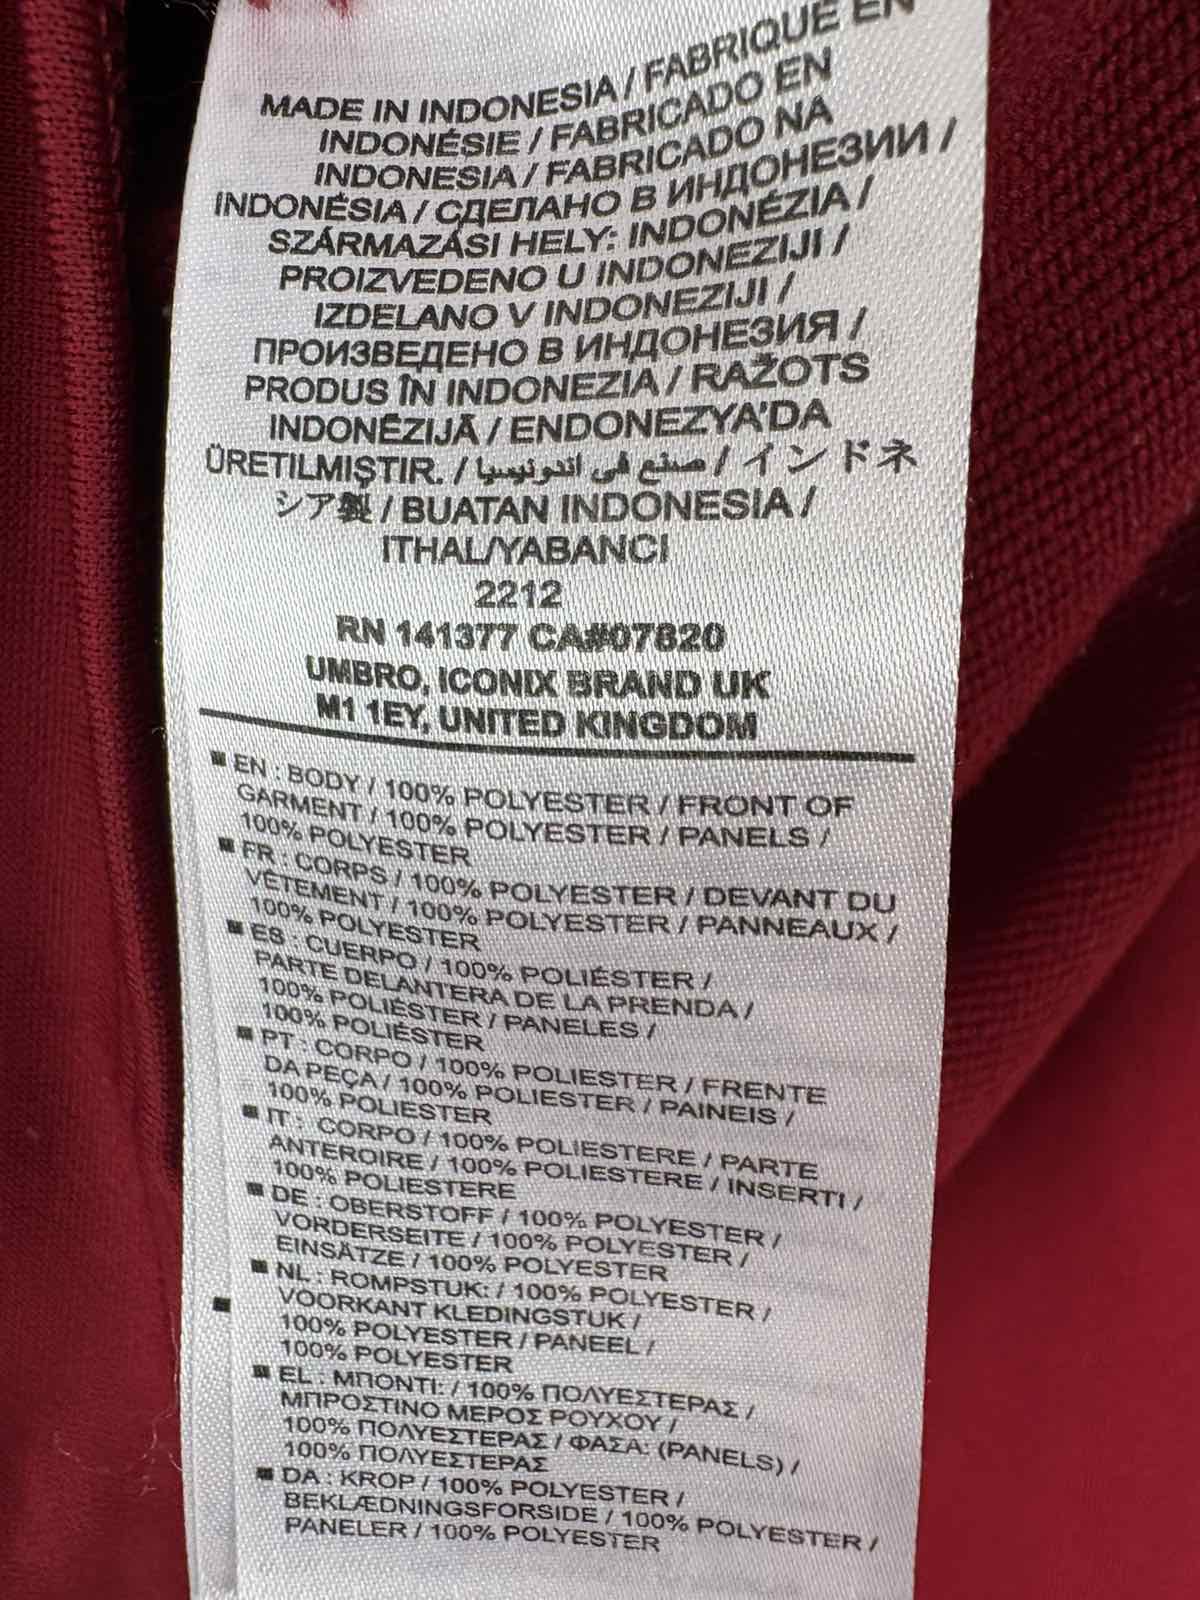 MADE IN INDONESIA / FABRIQUÉ EN
INDONÉSIE / FABRICADO EN
INDONESIA / FABRICADO NA
INDONÉSIA / СДЕЛАНО В ИНДОНЕЗИИ /
SZÁRMAZÁSI HELY: INDONÉZIA /
PROIZVEDENO U INDONEZIJI /
IZDELANO V INDONEZIJI /
ПРОИЗВЕДЕНО В ИНДОНЕЗИЯ /
PRODUS ÎN INDONEZIA / RAŽOTS
INDONĒZIJĀ / ENDONEZYA'DA
ÜRETILMIŞTIR. / صنع في اندونيسيا / インドネ
シア製 / BUATAN INDONESIA /
ITHAL/YABANCI
2212
RN 141377 CA#07620
UMBRO, ICONIX BRAND UK
M1 1EY, UNITED KINGDOM
■ EN : BODY / 100% POLYESTER / FRONT OF
GARMENT / 100% POLYESTER / PANELS /
100% POLYESTER
■ FR : CORPS / 100% POLYESTER / DEVANT DU
VÊTEMENT / 100% POLYESTER / PANNEAUX /
100% POLYESTER
■ ES : CUERPO / 100% POLIÉSTER /
PARTE DELANTERA DE LA PRENDA /
100% POLIÉSTER / PANELES /
100% POLIÉSTER
■ PT : CORPO / 100% POLIESTER / FRENTE
DA PEÇA / 100% POLIESTER / PAINEIS /
100% POLIESTER
■ IT : CORPO / 100% POLIESTERE / PARTE
ANTEROIRE / 100% POLIESTERE / INSERTI /
100% POLIESTERE
■ DE : OBERSTOFF / 100% POLYESTER /
VORDERSEITE / 100% POLYESTER /
EINSÄTZE / 100% POLYESTER
■ NL : ROMPSTUK: / 100% POLYESTER /
VOORKANT KLEDINGSTUK /
100% POLYESTER / PANEEL /
100% POLYESTER
■ EL : ΜΠΟΝΤΙ: / 100% ΠΟΛΥΕΣΤΕΡΑΣ /
ΜΠΡΟΣΤΙΝΟ ΜΕΡΟΣ ΡΟΥΧΟΥ /
100% ΠΟΛΥΕΣΤΕΡΑΣ / ΦΑΣΑ: (PANELS) /
100% ΠΟΛΥΕΣΤΕΡΑΣ
■ DA : KROP / 100% POLYESTER /
BEKLÆDNINGSFORSIDE / 100% POLYESTER /
PANELER / 100% POLYESTER